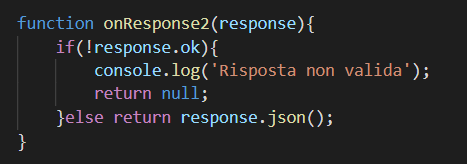 function onResponse2(response){
    if(!response.ok){
        console.log('Risposta non valida');
        return null;
    }else return response.json();
}